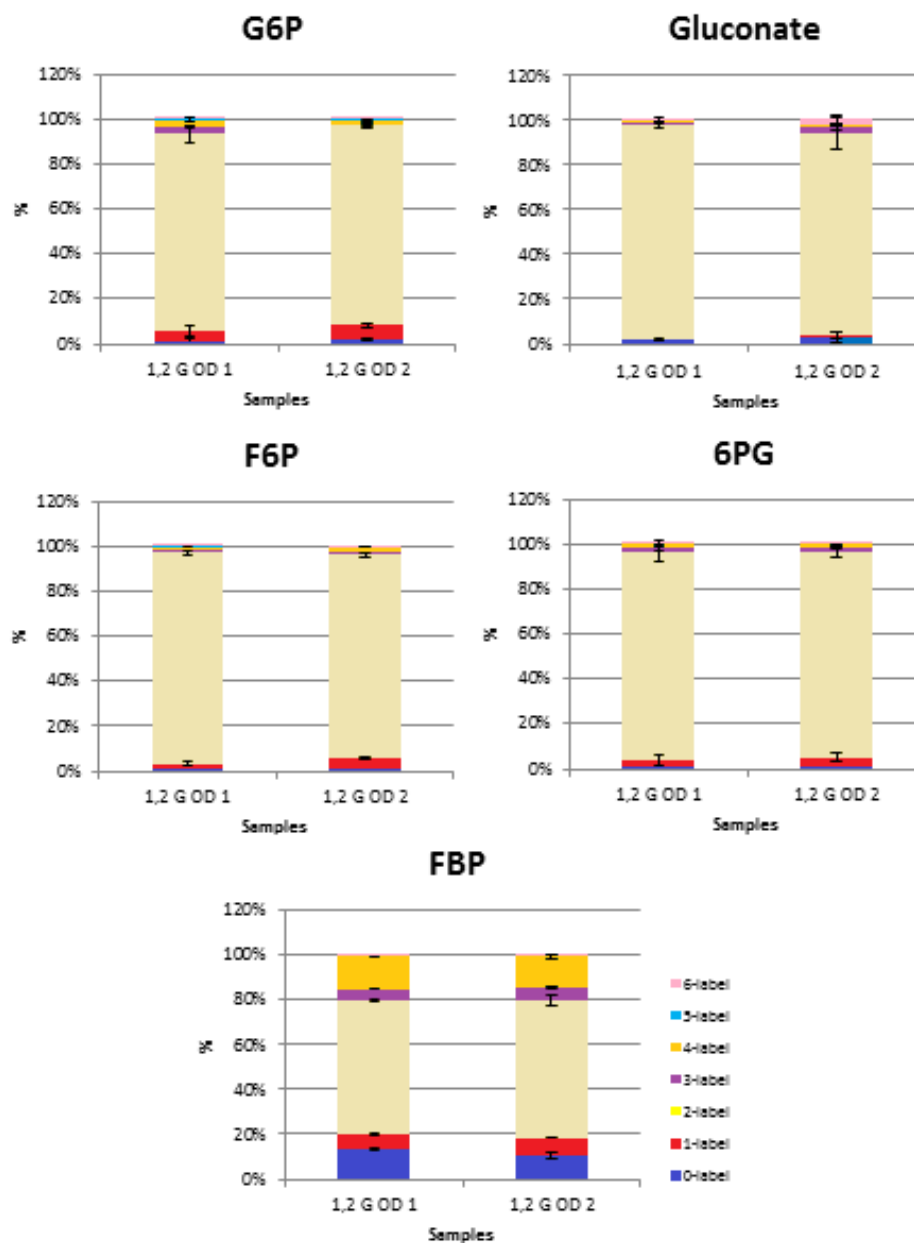 G6P
120%
100%
80%
60%
40%
20%
0%
%
1,2 G OD 1
1,2 G OD 2
Samples
Gluconate
120%
100%
80%
60%
40%
20%
0%
%
1,2 G OD 1
1,2 G OD 2
Samples
F6P
120%
100%
80%
60%
40%
20%
0%
%
1,2 G OD 1
1,2 G OD 2
Samples
6PG
120%
100%
80%
60%
40%
20%
0%
%
1,2 G OD 1
1,2 G OD 2
Samples
FBP
120%
100%
80%
60%
40%
20%
0%
%
1,2 G OD 1
1,2 G OD 2
Samples
6-label
5-label
4-label
3-label
2-label
1-label
0-label